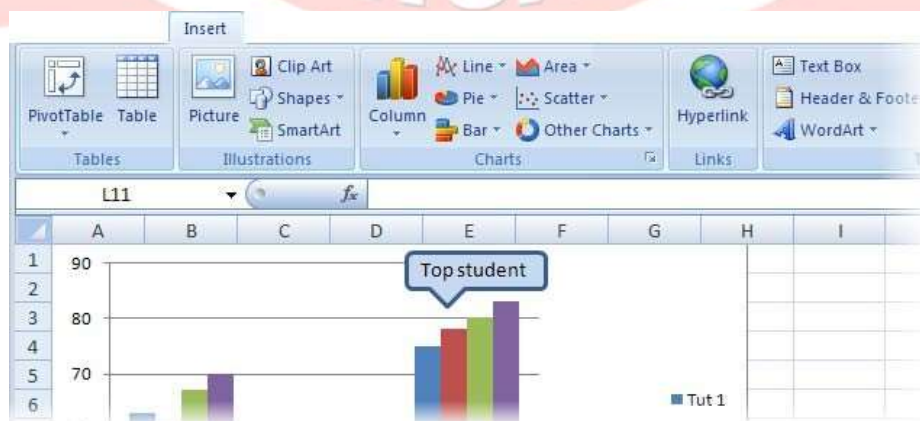 Insert
PivotTable Table
Tables
Picture
Clip Art
Shapes
SmartArt
Illustrations
Column
Line Area
Pie Scatter
Bar Other Charts
Charts
Hyperlink
Links
Text Box
Header & Foote
WordArt
L11 fx
A B C D E F G H I
1 90
2
3 80
4
5 70
6
Top student
Tut 1